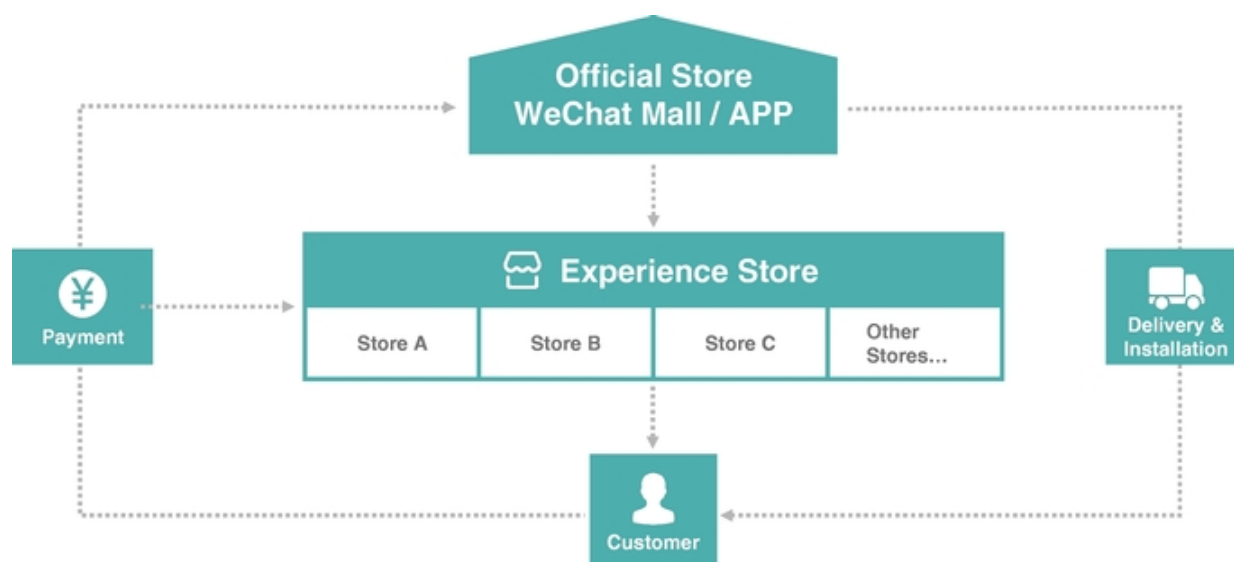 Official Store
WeChat Mall / APP
Experience Store
¥
Payment
Store A
Store B
Store C
Other
Stores...
Delivery &
Installation
Customer